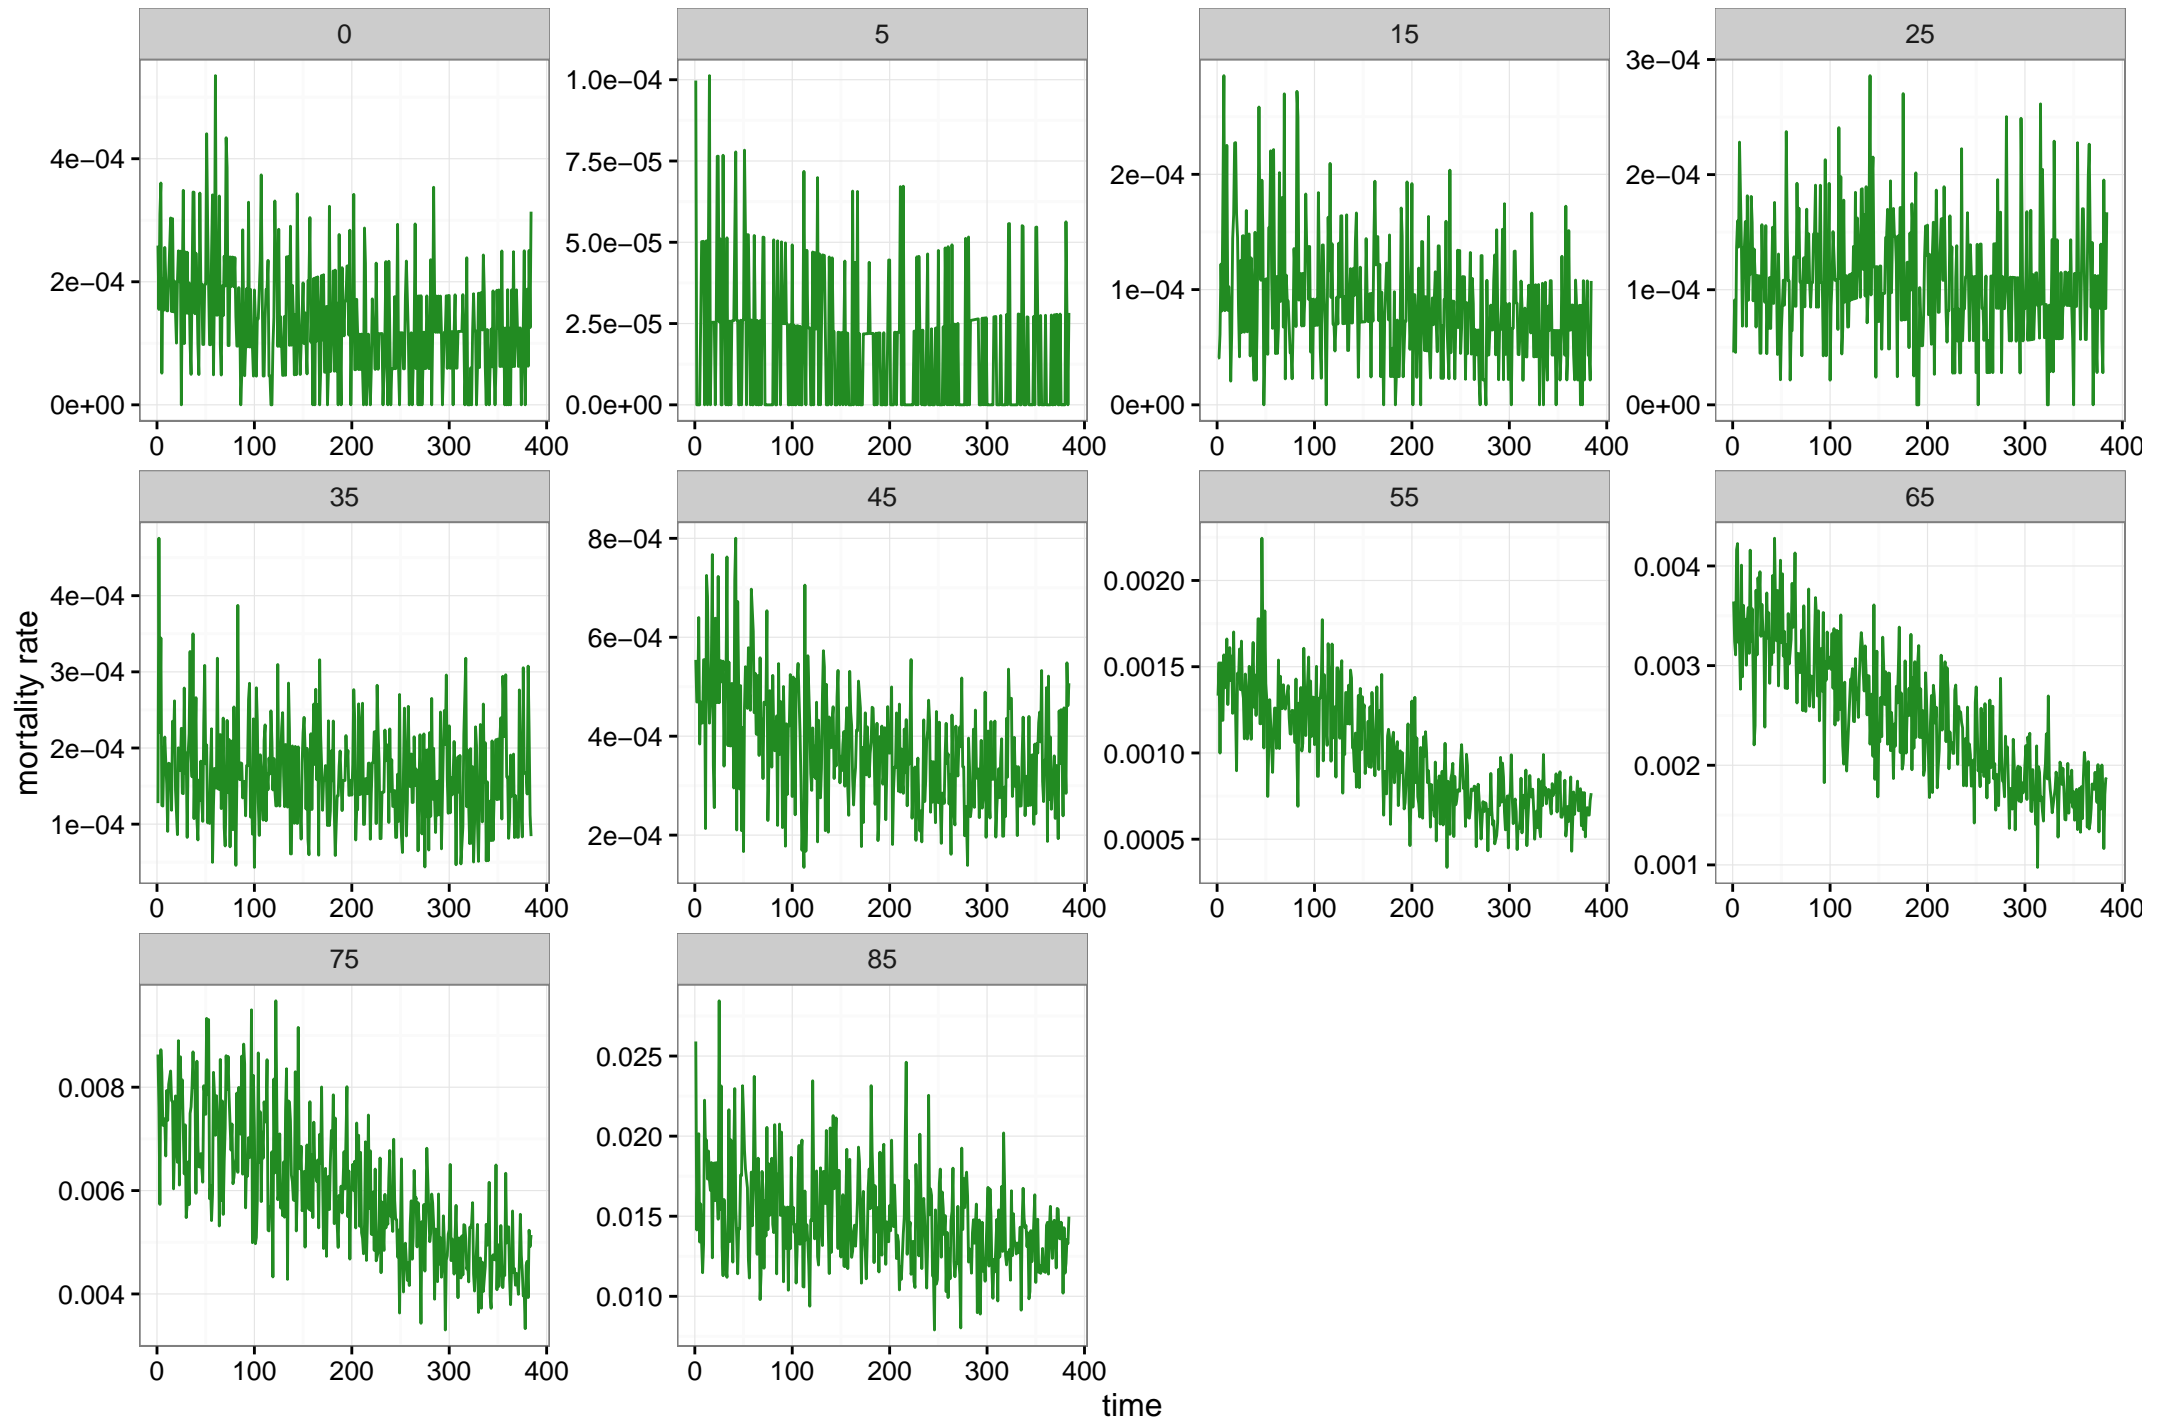 0 5 15 25
4e−04
2e−04
0e+00
1.0e−04
7.5e−05
5.0e−05
2.5e−05
0.0e+00
2e−04
1e−04
0e+00
3e−04
2e−04
1e−04
0e+00
0 100 200 300 400 0 100 200 300 400 0 100 200 300 400 0 100 200 300 400
35 45 55 65
mortality rate
4e−04
3e−04
2e−04
1e−04
8e−04
6e−04
4e−04
2e−04
0.0020
0.0015
0.0010
0.0005
0.004
0.003
0.002
0.001
0 100 200 300 400 0 100 200 300 400 0 100 200 300 400 0 100 200 300 400
75 85
0.008
0.006
0.004
0.025
0.020
0.015
0.010
0 100 200 300 400 0 100 200 300 400
time